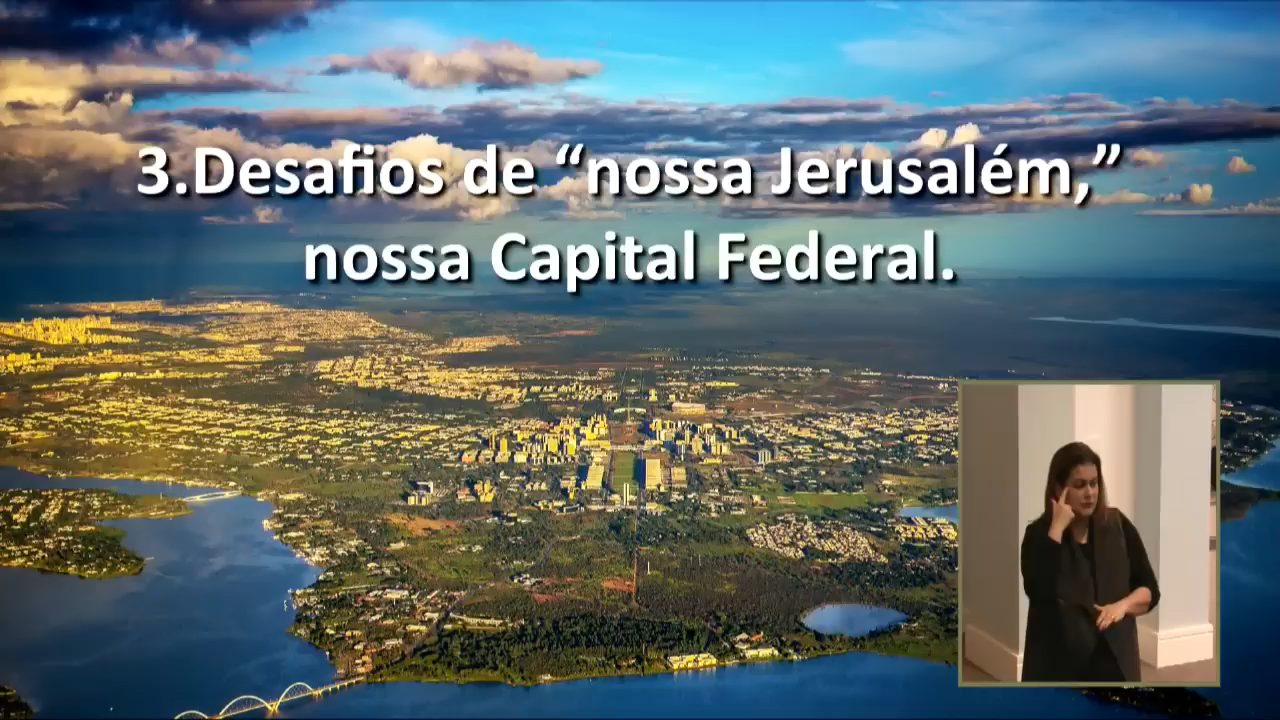 3.Desafios de “nossa Jerusalém,”
nossa Capital Federal.